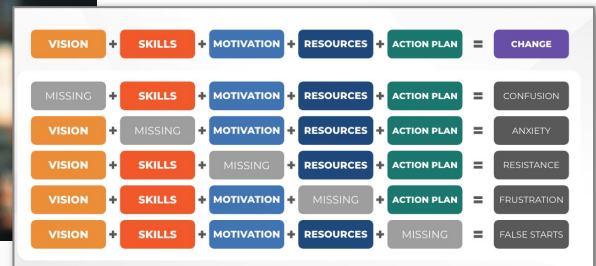 VISION + SKILLS + MOTIVATION + RESOURCES + ACTION PLAN = CHANGE
MISSING + SKILLS + MOTIVATION + RESOURCES + ACTION PLAN = CONFUSION
VISION + MISSING + MOTIVATION + RESOURCES + ACTION PLAN = ANXIETY
VISION + SKILLS + MISSING + RESOURCES + ACTION PLAN = RESISTANCE
VISION + SKILLS + MOTIVATION + MISSING + ACTION PLAN = FRUSTRATION
VISION + SKILLS + MOTIVATION + RESOURCES + MISSING = FALSE STARTS